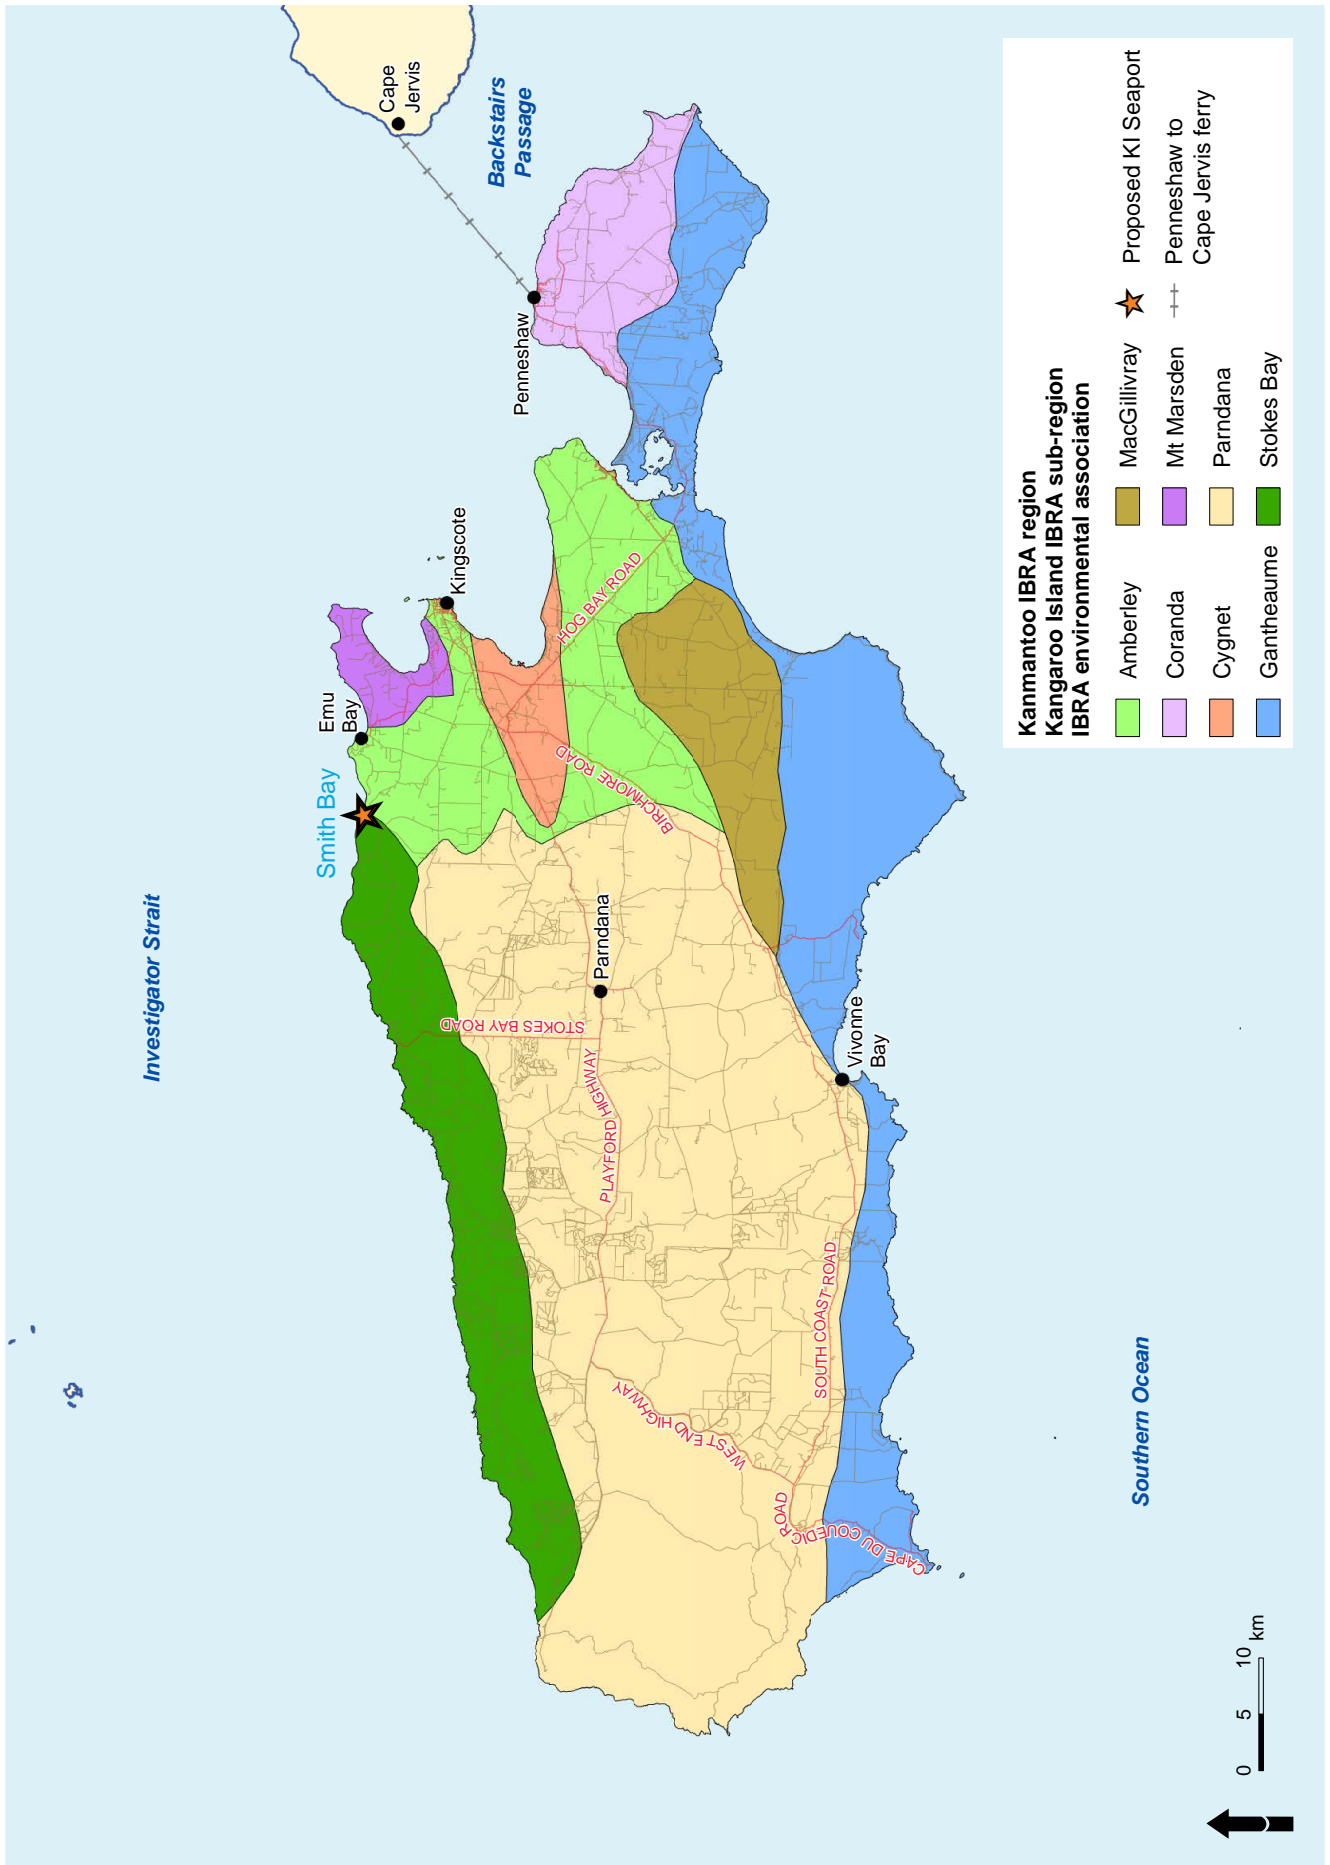 Investigator Strait
Backstairs
Passage
Cape
Jervis
Penneshaw
Kingscote
Emu
Bay
Smith Bay
HOG BAY ROAD
BIRCHMORE ROAD
Parndana
STOKES BAY ROAD
PLAYFORD HIGHWAY
WEST END HIGHWAY
SOUTH COAST ROAD
CAPE DU COUEDIC ROAD
Vivonne
Bay
Southern Ocean
0 5 10
km
Kanmantoo IBRA region
Kangaroo Island IBRA sub-region
IBRA environmental association
Amberley
Coranda
Cygnet
Gantheaume
MacGillivray
Mt Marsden
Parndana
Stokes Bay
Proposed KI Seaport
Penneshaw to
Cape Jervis ferry